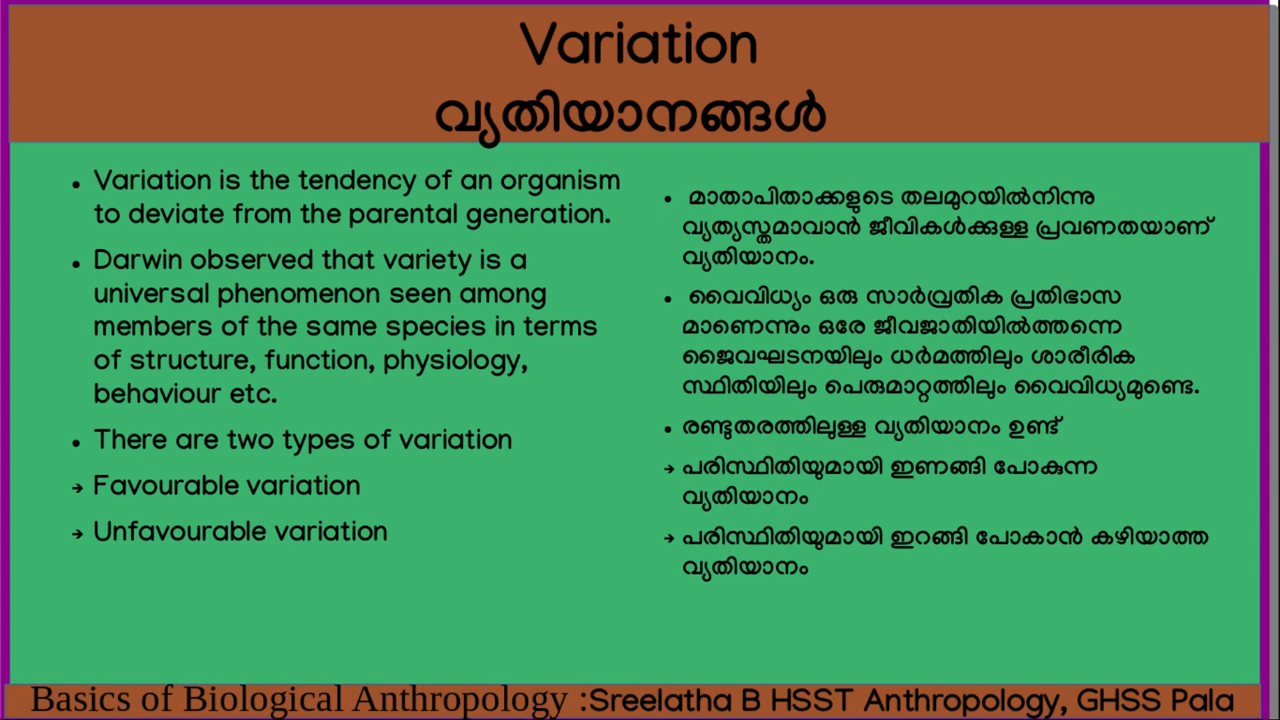 Variation
വ്യതിയാനങ്ങൾ
• Variation is the tendency of an organism
to deviate from the parental generation.
• Darwin observed that variety is a
universal phenomenon seen among
members of the same species in terms
of structure, function, physiology,
behaviour etc.
• There are two types of variation
→ Favourable variation
→ Unfavourable variation
• മാതാപിതാക്കളുടെ തലമുറയിൽനിന്നു
വ്യത്യസ്തമാവാൻ ജീവികൾക്കുള്ള പ്രവണതയാണ്
വ്യതിയാനം.
• വൈവിധ്യം ഒരു സാർവ്വത്രിക പ്രതിഭാസ
മാണെന്നും ഒരേ ജീവജാതിയിൽത്തന്നെ
ജൈവഘടനയിലും ധർമത്തിലും ശാരീരിക
സ്ഥിതിയിലും പെരുമാറ്റത്തിലും വൈവിധ്യമുണ്ടെ.
• രണ്ടുതരത്തിലുള്ള വ്യതിയാനം ഉണ്ട്
→ പരിസ്ഥിതിയുമായി ഇണങ്ങി പോകുന്ന
വ്യതിയാനം
→ പരിസ്ഥിതിയുമായി ഇറങ്ങി പോകാൻ കഴിയാത്ത
വ്യതിയാനം
Basics of Biological Anthropology :Sreelatha B HSST Anthropology, GHSS Pala